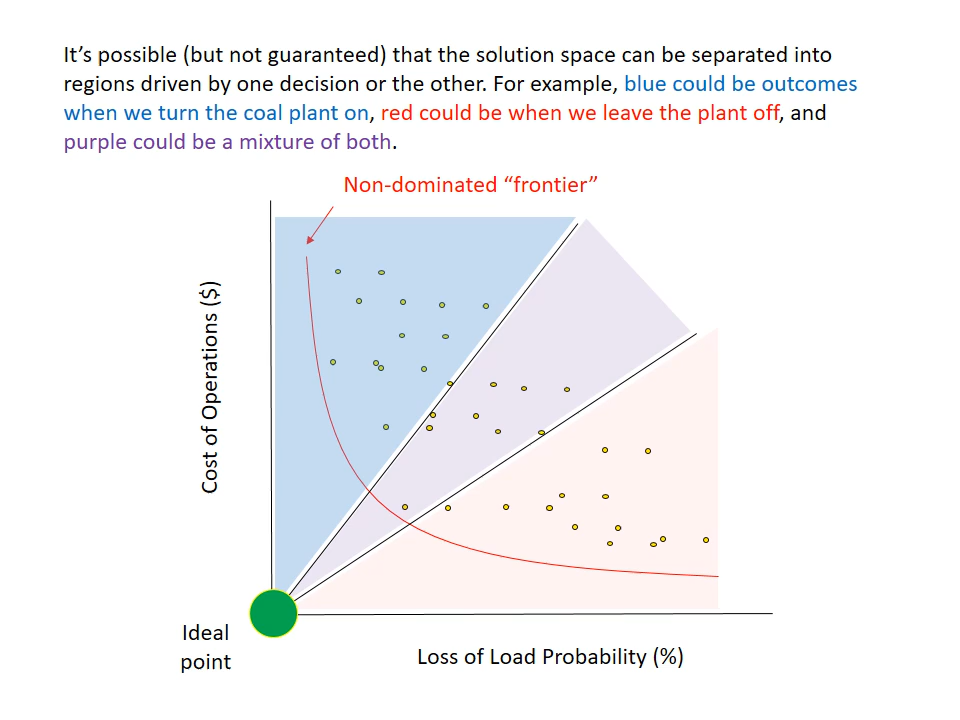 It’s possible (but not guaranteed) that the solution space can be separated into
regions driven by one decision or the other. For example, blue could be outcomes
when we turn the coal plant on, red could be when we leave the plant off, and
purple could be a mixture of both.
Non-dominated “frontier”
Cost of Operations ($)
Ideal
point
Loss of Load Probability (%)